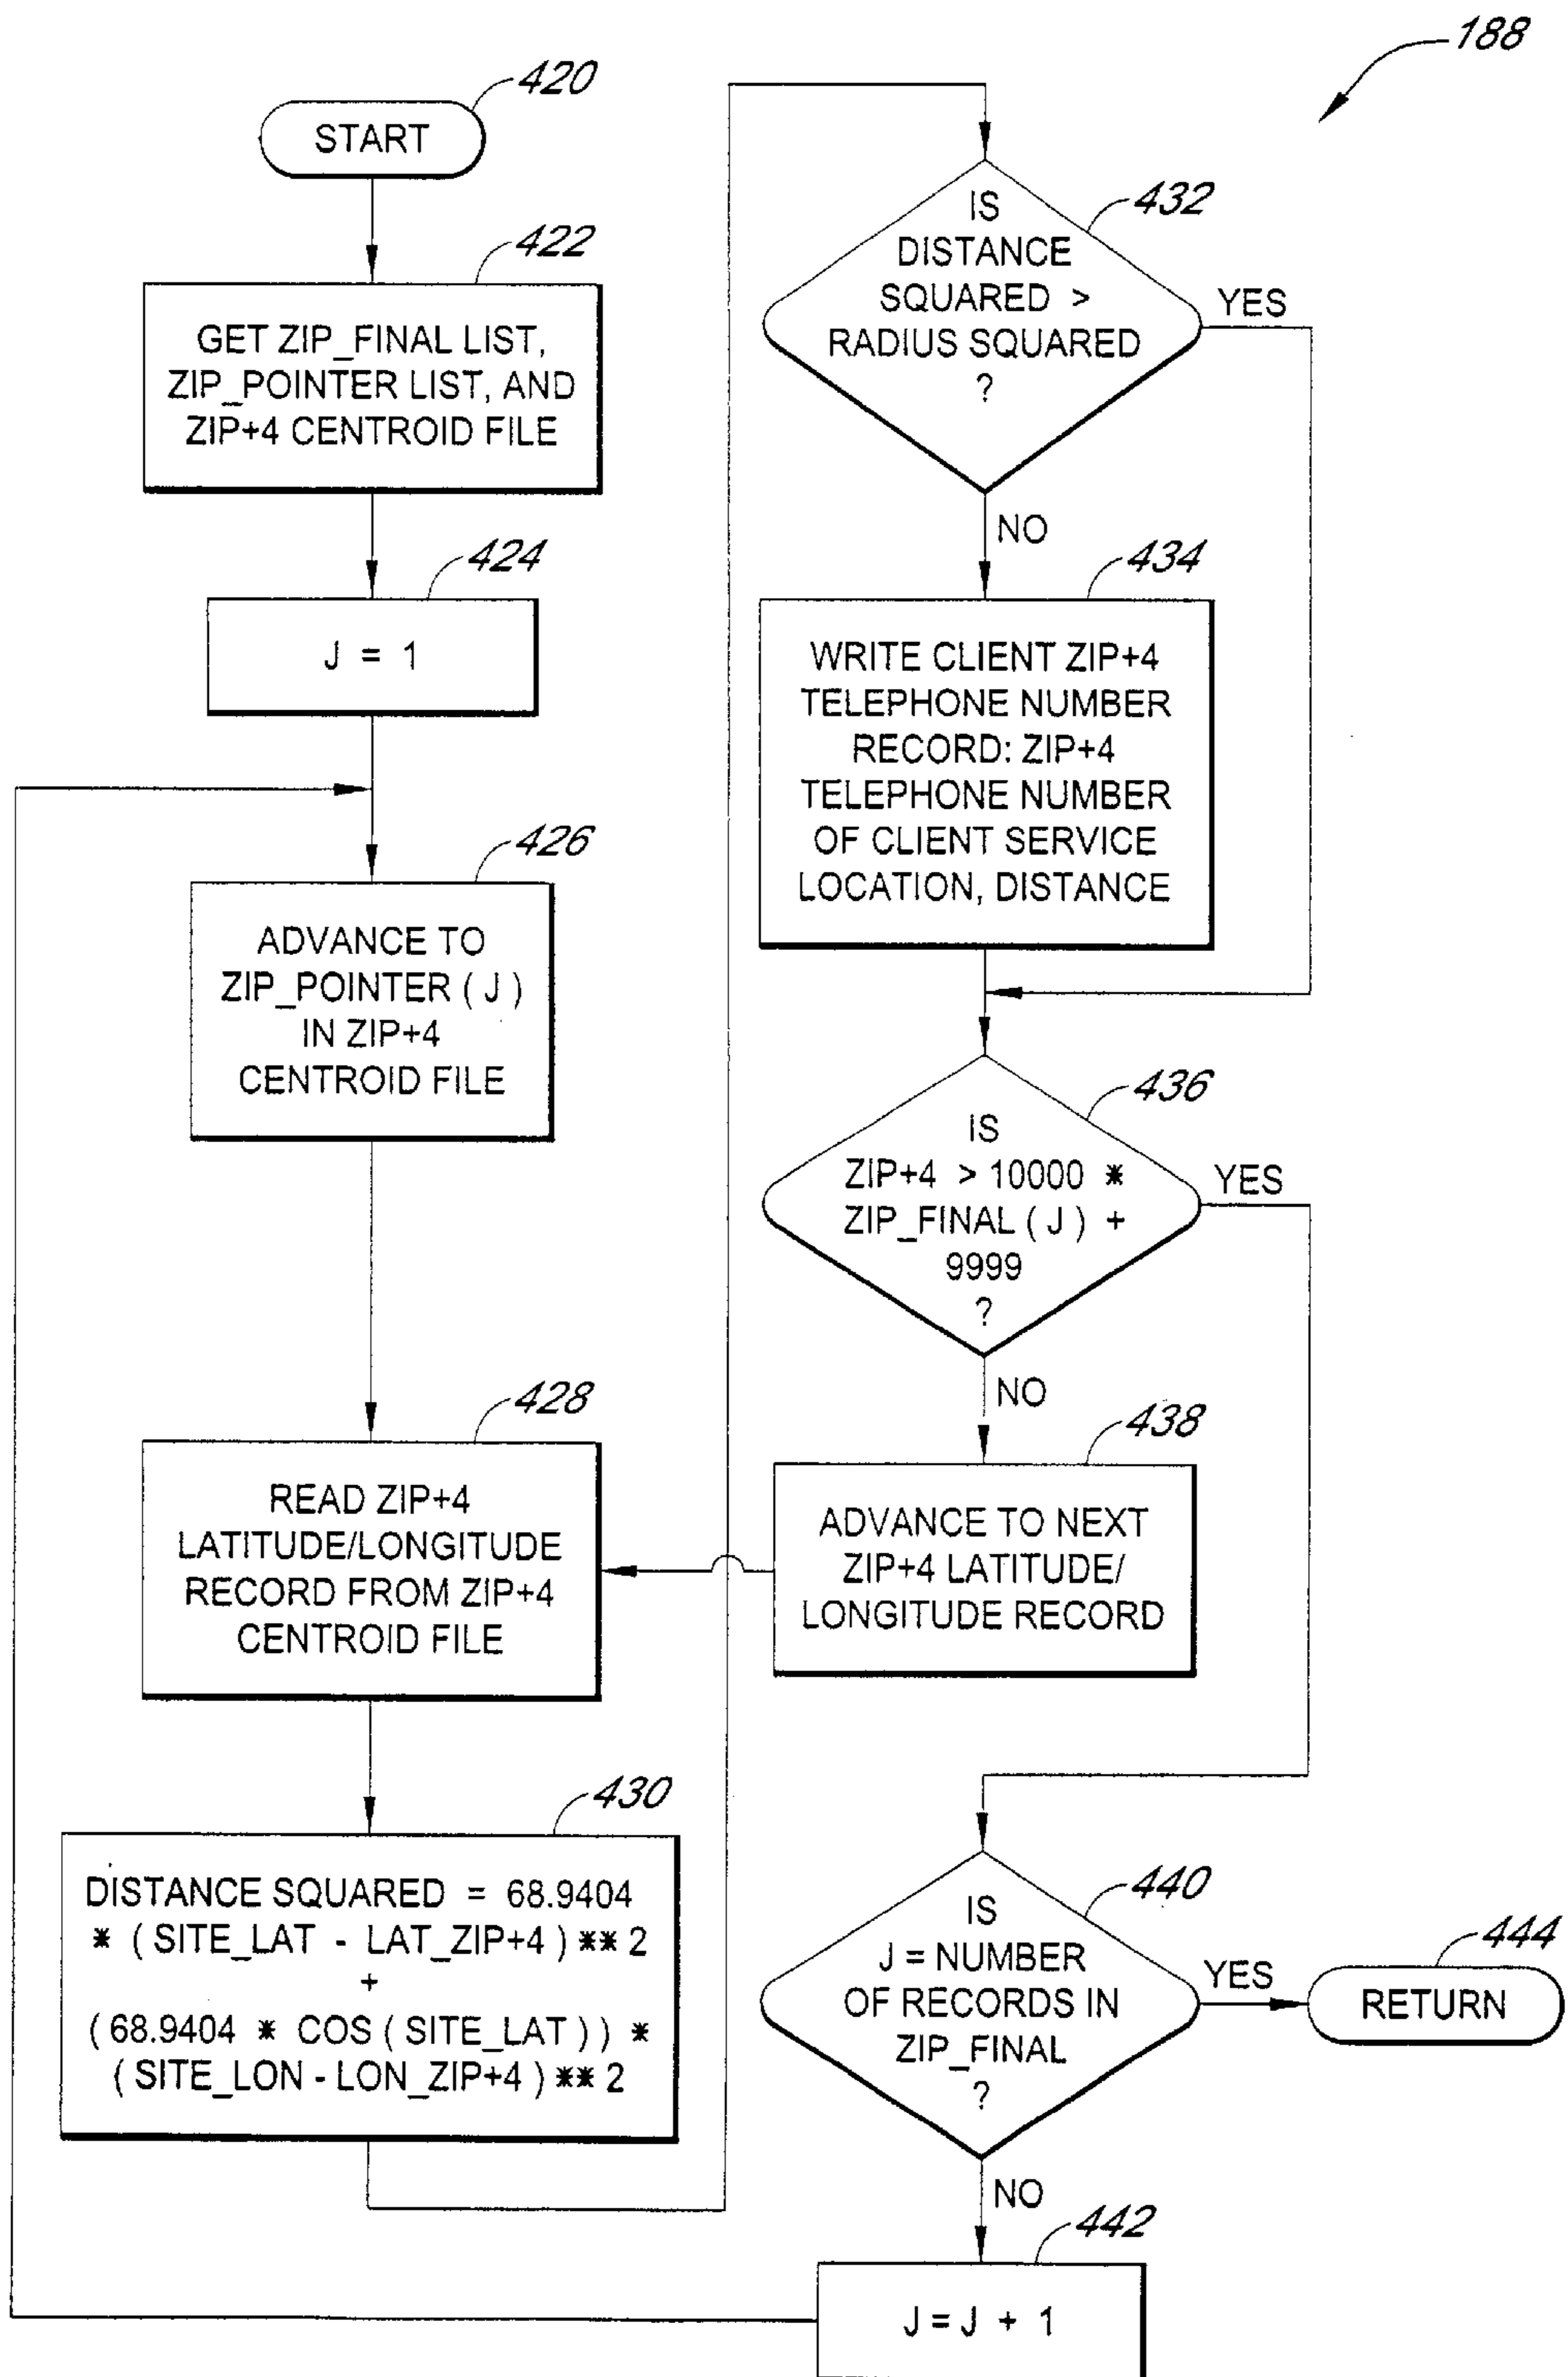 188
420
START
422
GET ZIP_FINAL LIST,
ZIP_POINTER LIST, AND
ZIP+4 CENTROID FILE
424
J = 1
426
ADVANCE TO
ZIP_POINTER ( J )
IN ZIP+4
CENTROID FILE
428
READ ZIP+4
LATITUDE/LONGITUDE
RECORD FROM ZIP+4
CENTROID FILE
430
DISTANCE SQUARED = 68.9404
* ( SITE_LAT - LAT_ZIP+4 ) ** 2
+
( 68.9404 * COS ( SITE_LAT ) ) *
( SITE_LON - LON_ZIP+4 ) ** 2
432
IS
DISTANCE
SQUARED >
RADIUS SQUARED
?
YES
NO
434
WRITE CLIENT ZIP+4
TELEPHONE NUMBER
RECORD: ZIP+4
TELEPHONE NUMBER
OF CLIENT SERVICE
LOCATION, DISTANCE
436
IS
ZIP+4 > 10000 *
ZIP_FINAL ( J ) +
9999
?
YES
NO
438
ADVANCE TO NEXT
ZIP+4 LATITUDE/
LONGITUDE RECORD
440
IS
J = NUMBER
OF RECORDS IN
ZIP_FINAL
?
YES
444
RETURN
NO
442
J = J + 1